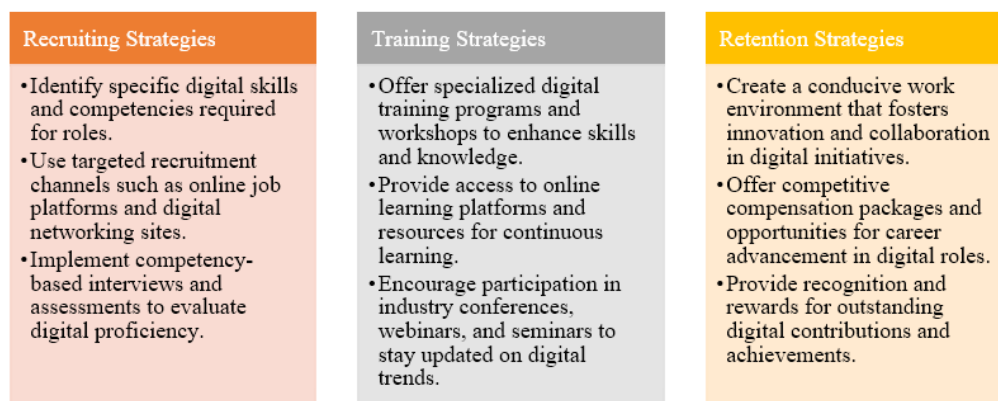 Recruiting Strategies
•Identify specific digital skills
and competencies required
for roles.
•Use targeted recruitment
channels such as online job
platforms and digital
networking sites.
•Implement competency-
based interviews and
assessments to evaluate
digital proficiency.
Training Strategies
•Offer specialized digital
training programs and
workshops to enhance skills
and knowledge.
•Provide access to online
learning platforms and
resources for continuous
learning.
•Encourage participation in
industry conferences,
webinars, and seminars to
stay updated on digital
trends.
Retention Strategies
•Create a conducive work
environment that fosters
innovation and collaboration
in digital initiatives.
•Offer competitive
compensation packages and
opportunities for career
advancement in digital roles.
•Provide recognition and
rewards for outstanding
digital contributions and
achievements.